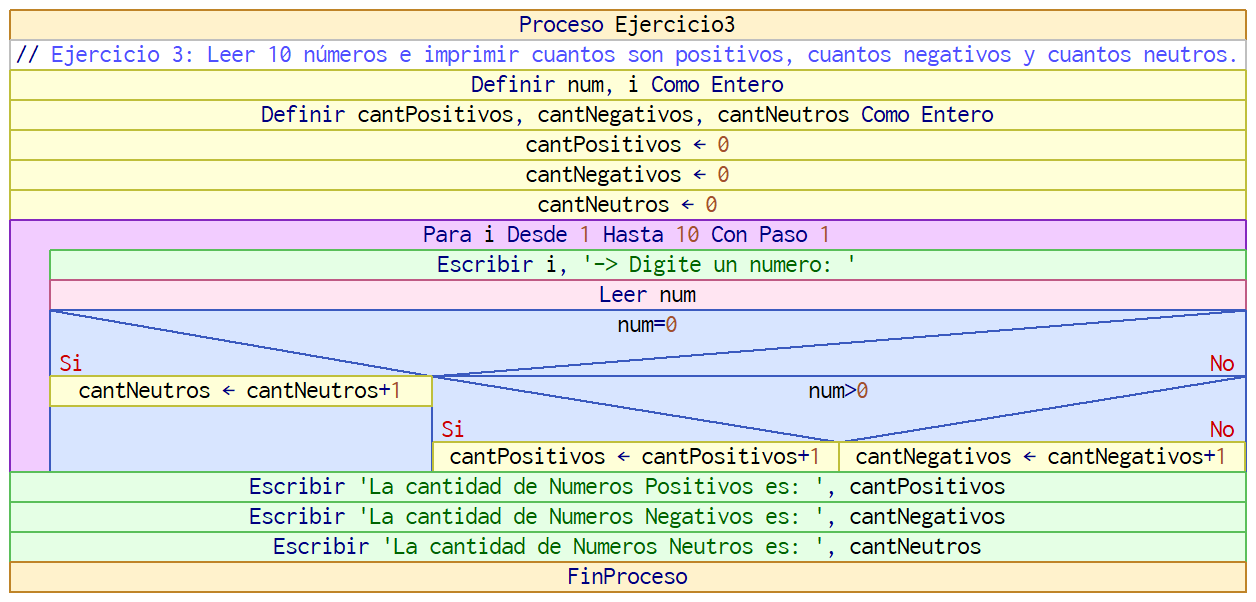 Proceso Ejercicio3
// Ejercicio 3: Leer 10 números e imprimir cuantos son positivos, cuantos negativos y cuantos neutros.
Definir num, i Como Entero
Definir cantPositivos, cantNegativos, cantNeutros Como Entero
cantPositivos ← 0
cantNegativos ← 0
cantNeutros ← 0
Para i Desde 1 Hasta 10 Con Paso 1
Escribir i, '-> Digite un numero: '
Leer num
num=0
Si No
cantNeutros ← cantNeutros+1 num>0
Si No
cantPositivos ← cantPositivos+1 cantNegativos ← cantNegativos+1
Escribir 'La cantidad de Numeros Positivos es: ', cantPositivos
Escribir 'La cantidad de Numeros Negativos es: ', cantNegativos
Escribir 'La cantidad de Numeros Neutros es: ', cantNeutros
FinProceso